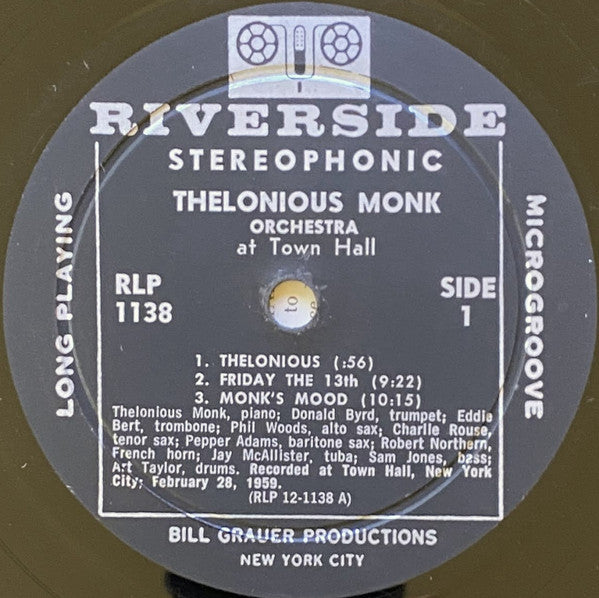 RIVERSIDE
STEREOPHONIC
THELONIOUS MONK
ORCHESTRA
at Town Hall
LONG PLAYING
RLP
1138
to
SIDE
1
MICROGROOVE
1. THELONIOUS (:56)
2. FRIDAY THE 13th (9:22)
3. MONK'S MOOD (10:15)
Thelonious Monk, piano; Donald Byrd, trumpet; Eddie
Bert, trombone; Phil Woods, alto sax; Charlie Rouse,
tenor sax; Pepper Adams, baritone sax; Robert Northern,
French horn; Jay McAllister, tuba; Sam Jones, bass;
Art Taylor, drums. Recorded at Town Hall, New York
City; February 28, 1959.
(RLP 12-1138 A)
BILL GRAUER PRODUCTIONS
NEW YORK CITY